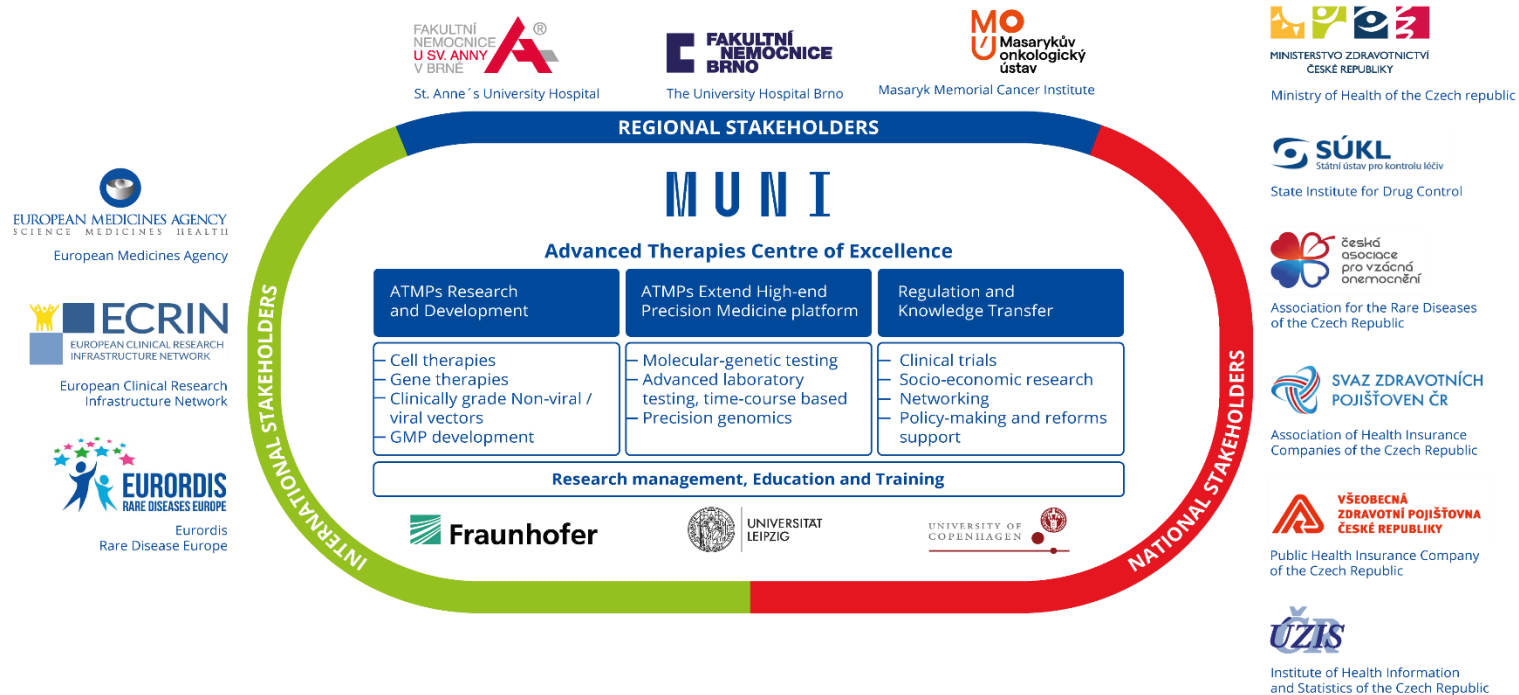 FAKULTNÍ
NEMOCNICE
U SV. ANNY
V BRNĚ
®
St. Anne´s University Hospital
FAKULTNÍ
NEMOCNICE
BRNO
The University Hospital Brno
MOÚ
Masarykův
onkologický
ústav
Masaryk Memorial Cancer Institute
MINISTERSTVO ZDRAVOTNICTVÍ
ČESKÉ REPUBLIKY
Ministry of Health of the Czech republic
SÚKL
Státní ústav pro kontrolu léčiv
State Institute for Drug Control
česká
asociace
pro vzácná
onemocnění
Association for the Rare Diseases
of the Czech Republic
SVAZ ZDRAVOTNÍCH
POJIŠŤOVEN ČR
Association of Health Insurance
Companies of the Czech Republic
VŠEOBECNÁ
ZDRAVOTNÍ POJIŠŤOVNA
ČESKÉ REPUBLIKY
Public Health Insurance Company
of the Czech Republic
ÚZIS
ČR
Institute of Health Information
and Statistics of the Czech Republic
EUROPEAN MEDICINES AGENCY
SCIENCE MEDICINES HEALTH
European Medicines Agency
ECRIN
EUROPEAN CLINICAL RESEARCH
INFRASTRUCTURE NETWORK
European Clinical Research
Infrastructure Network
EURORDIS
RARE DISEASES EUROPE
Eurordis
Rare Disease Europe
REGIONAL STAKEHOLDERS
INTERNATIONAL STAKEHOLDERS
NATIONAL STAKEHOLDERS
MUNI
Advanced Therapies Centre of Excellence
ATMPs Research
and Development
Cell therapies
Gene therapies
Clinically grade Non-viral /
viral vectors
GMP development
ATMPs Extend High-end
Precision Medicine platform
Molecular-genetic testing
Advanced laboratory
testing, time-course based
Precision genomics
Regulation and
Knowledge Transfer
Clinical trials
Socio-economic research
Networking
Policy-making and reforms
support
Research management, Education and Training
Fraunhofer
UNIVERSITÄT
LEIPZIG
UNIVERSITY OF
COPENHAGEN